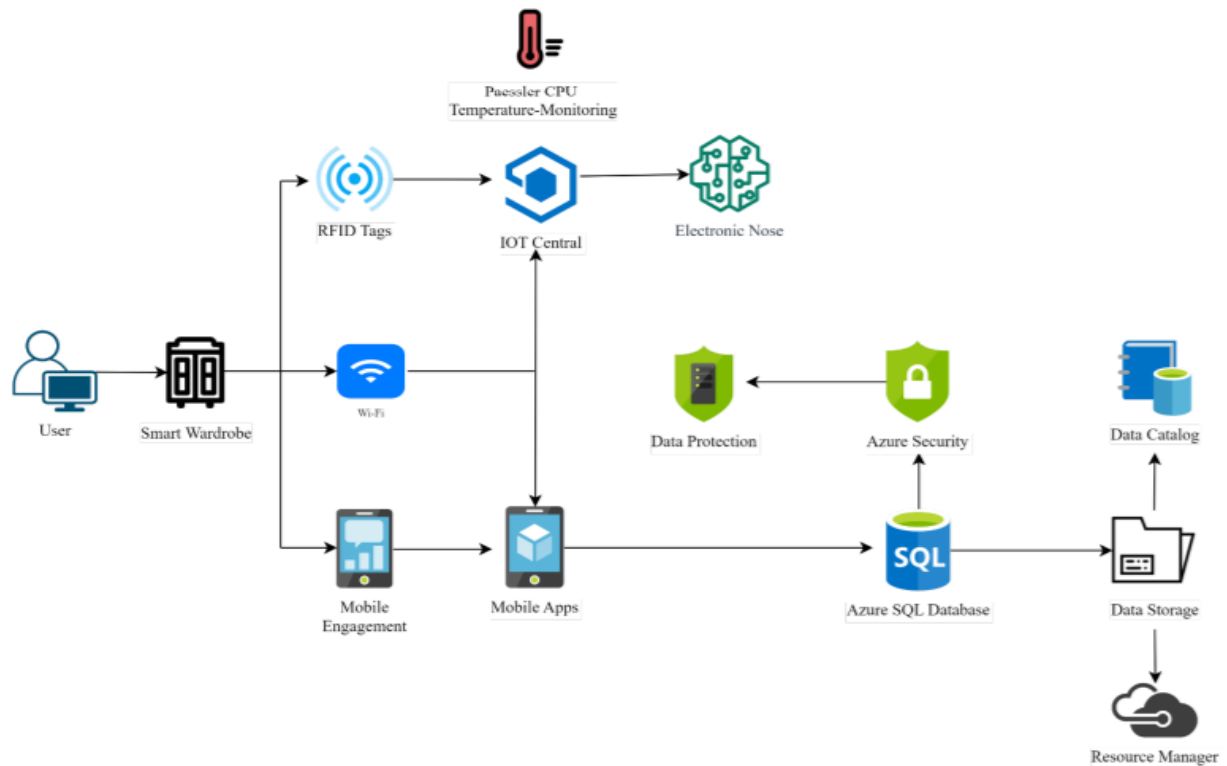 Paessler CPU
Temperature-Monitoring
RFID Tags
IOT Central
Electronic Nose
User
Smart Wardrobe
Wi-Fi
Data Protection
Azure Security
Data Catalog
Mobile
Engagement
Mobile Apps
SQL
Azure SQL Database
Data Storage
Resource Manager